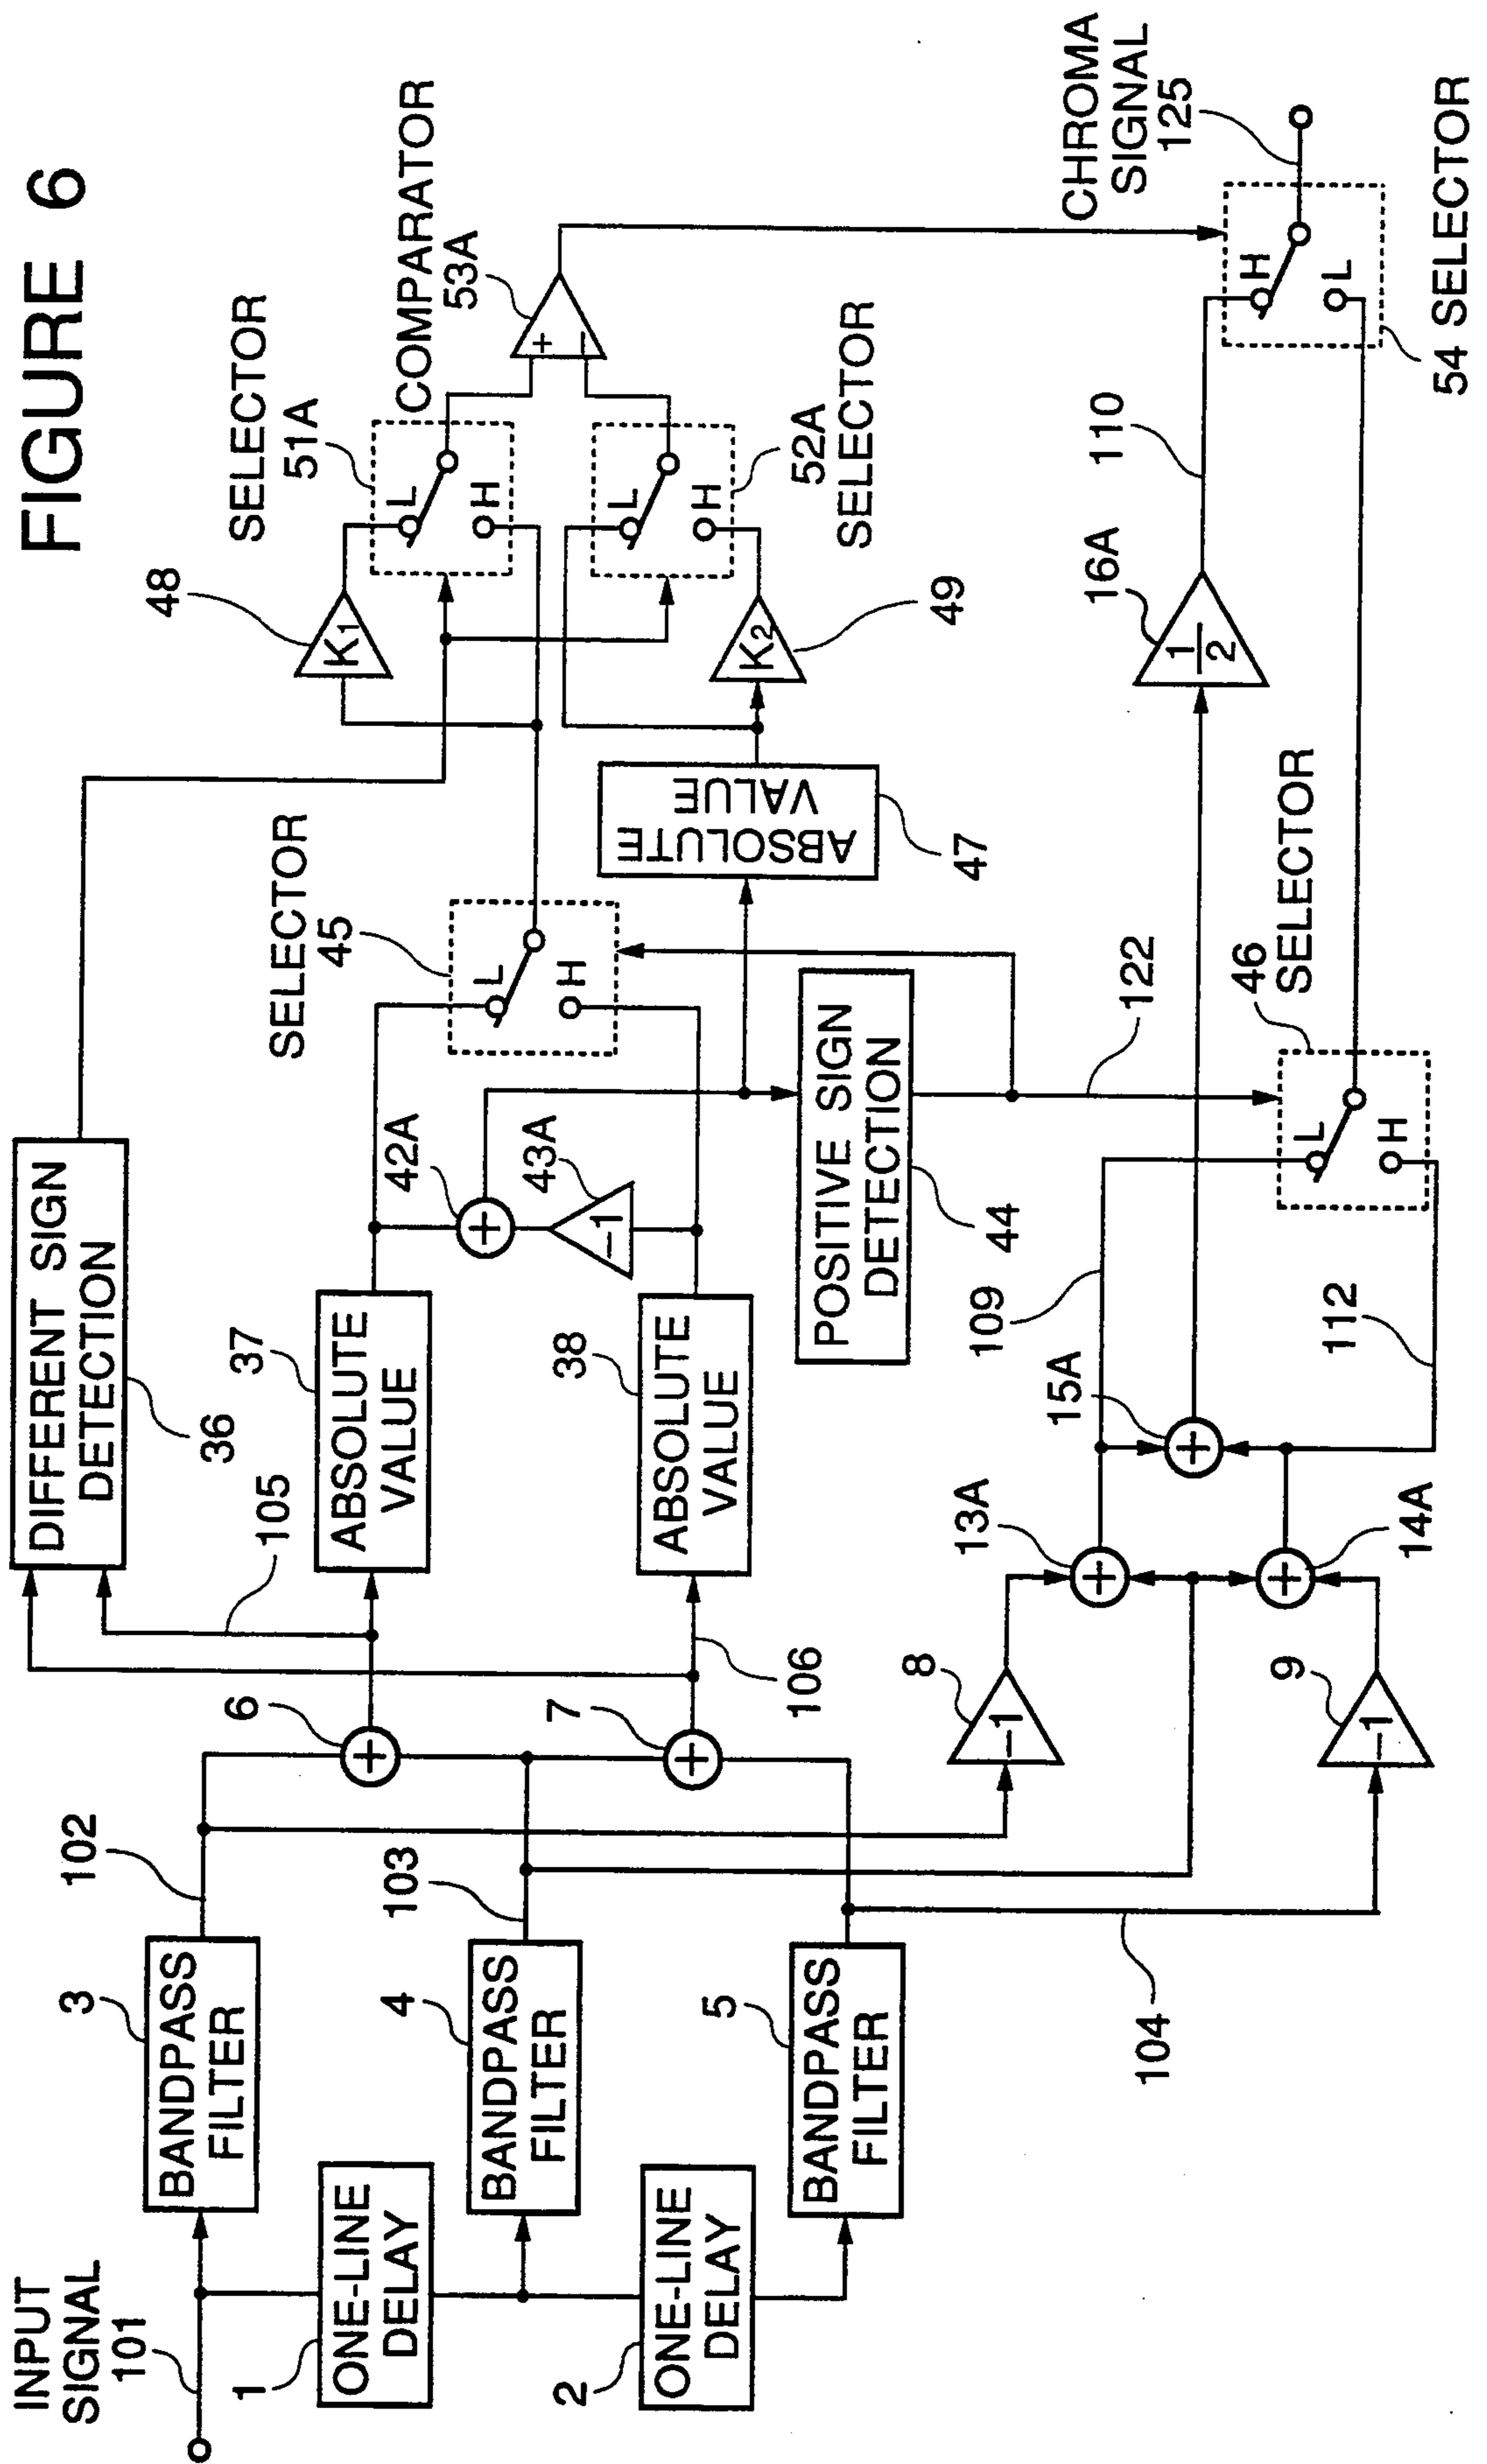 FIGURE 6
INPUT
SIGNAL
101
1
ONE-LINE
DELAY
2
ONE-LINE
DELAY
3
BANDPASS
FILTER
102
4
BANDPASS
FILTER
103
5
BANDPASS
FILTER
104
6
+
7
+
105
106
DIFFERENT SIGN
DETECTION
36
37
ABSOLUTE
VALUE
38
ABSOLUTE
VALUE
42A
+
43A
−1
SELECTOR
45
L
H
POSITIVE SIGN
DETECTION
44
ABSOLUTE
VALUE
47
48
K1
K2
49
SELECTOR
51A
L
H
L
H
52A
SELECTOR
COMPARATOR
53A
+
−
8
−1
9
−1
13A
+
14A
+
15A
+
109
112
122
46
SELECTOR
L
H
16A
1
2
110
H
L
54 SELECTOR
CHROMA
SIGNAL
125